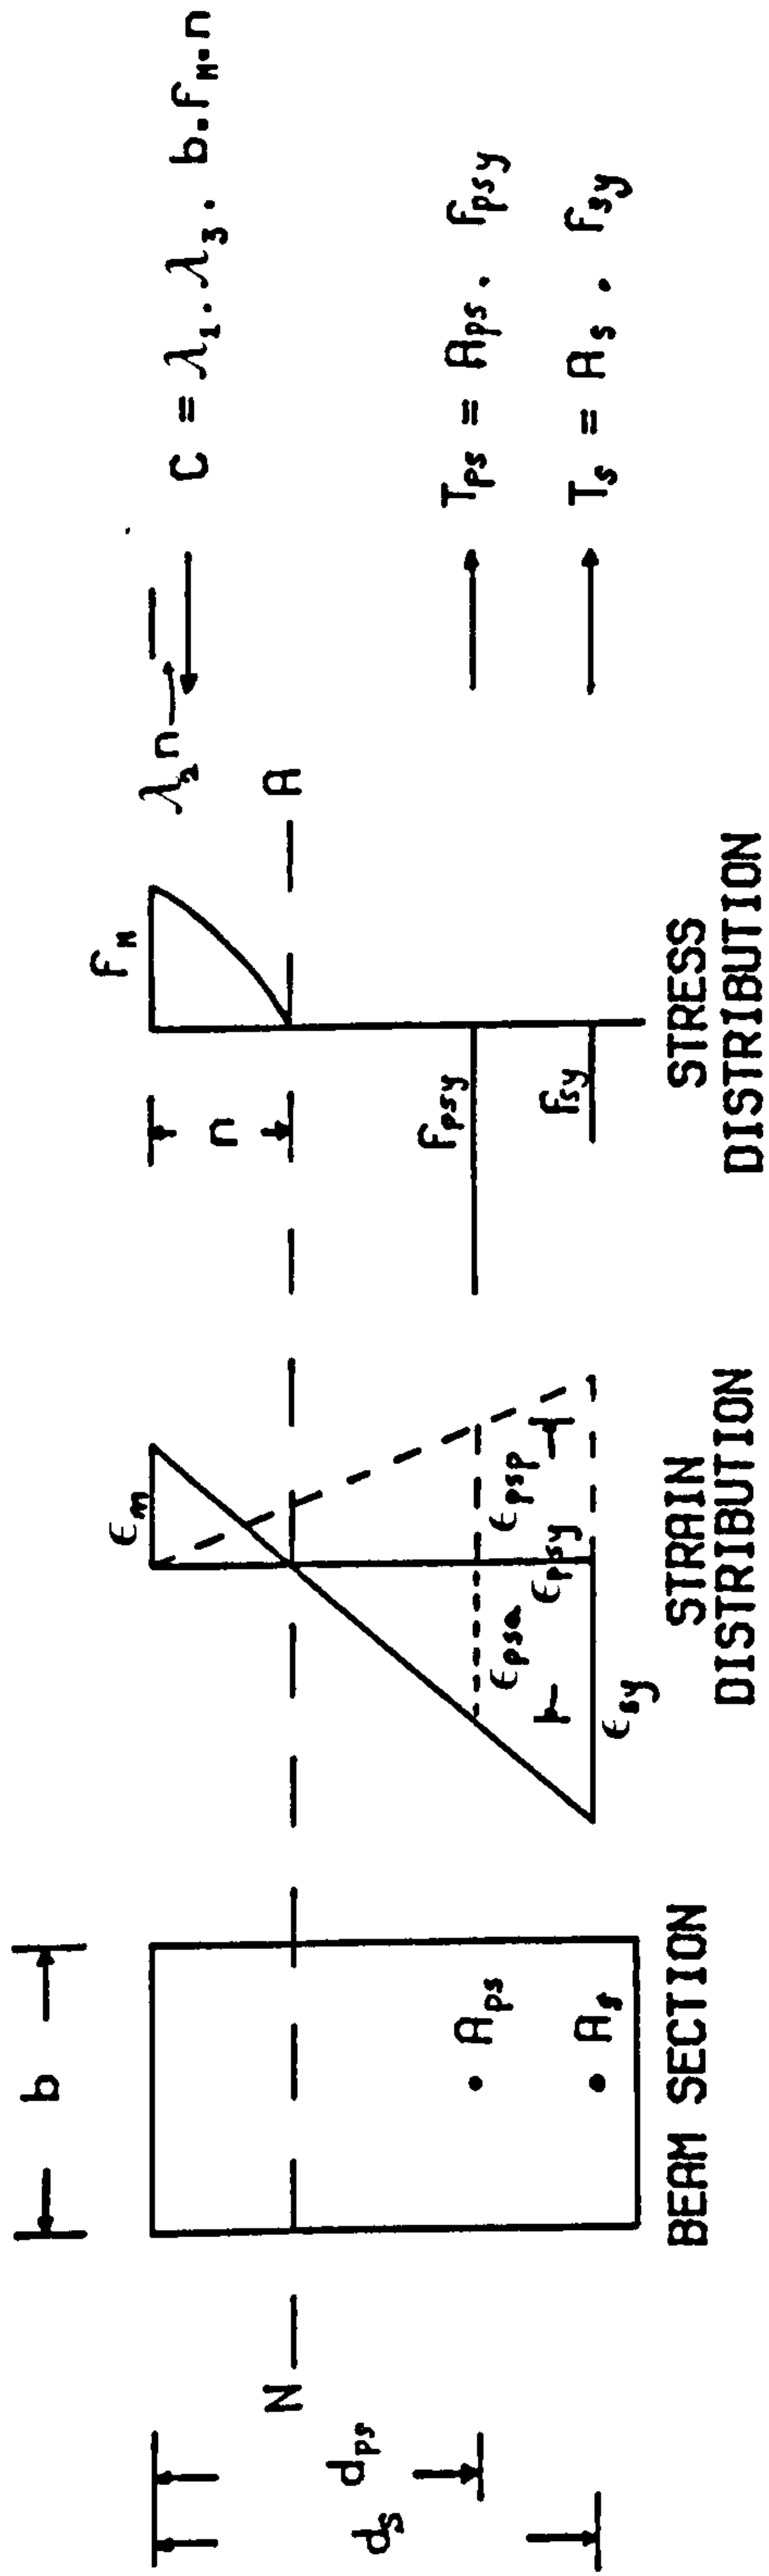 b
N
d_s
d_ps
A_ps
A_s
BEAM SECTION
ϵ_m
ϵ_psa
ϵ_psp
ϵ_psy
ϵ_sy
STRAIN
DISTRIBUTION
n
F_M
A
F_psy
F_sy
STRESS
DISTRIBUTION
λ_2 n
C = λ_1 . λ_3 . b.F_M.n
T_ps = A_ps . F_psy
T_s = A_s . F_sy